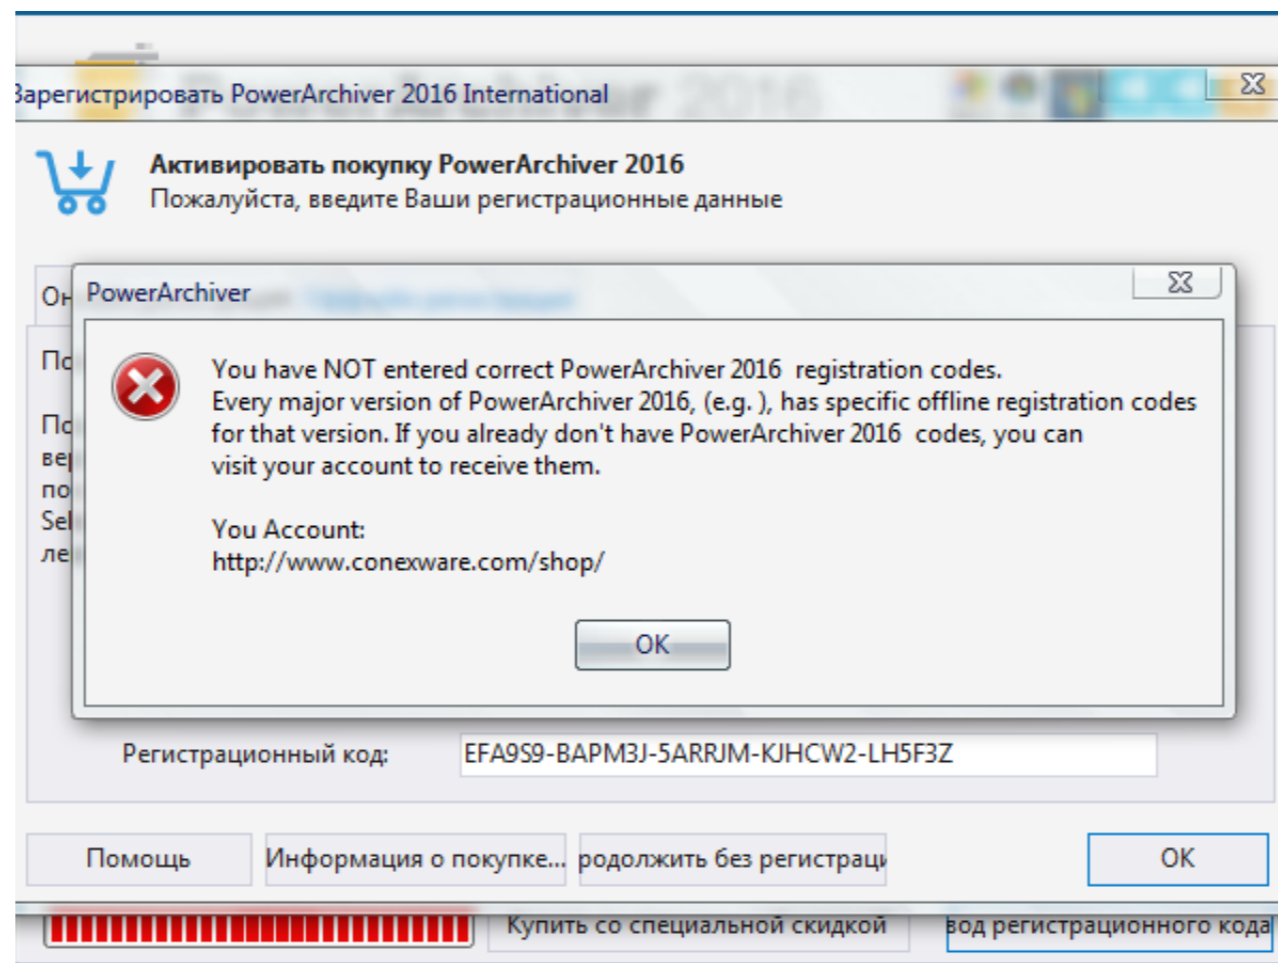 Зарегистрировать PowerArchiver 2016 International
Активировать покупку PowerArchiver 2016
Пожалуйста, введите Ваши регистрационные данные
PowerArchiver
You have NOT entered correct PowerArchiver 2016 registration codes.
Every major version of PowerArchiver 2016, (e.g. ), has specific offline registration codes
for that version. If you already don't have PowerArchiver 2016 codes, you can
visit your account to receive them.
You Account:
http://www.conexware.com/shop/
OK
Регистрационный код: EFA9S9-BAPM3J-5ARRJM-KJHCW2-LH5F3Z
Помощь Информация о покупке... родолжить без регистраци OK
Купить со специальной скидкой вод регистрационного кода